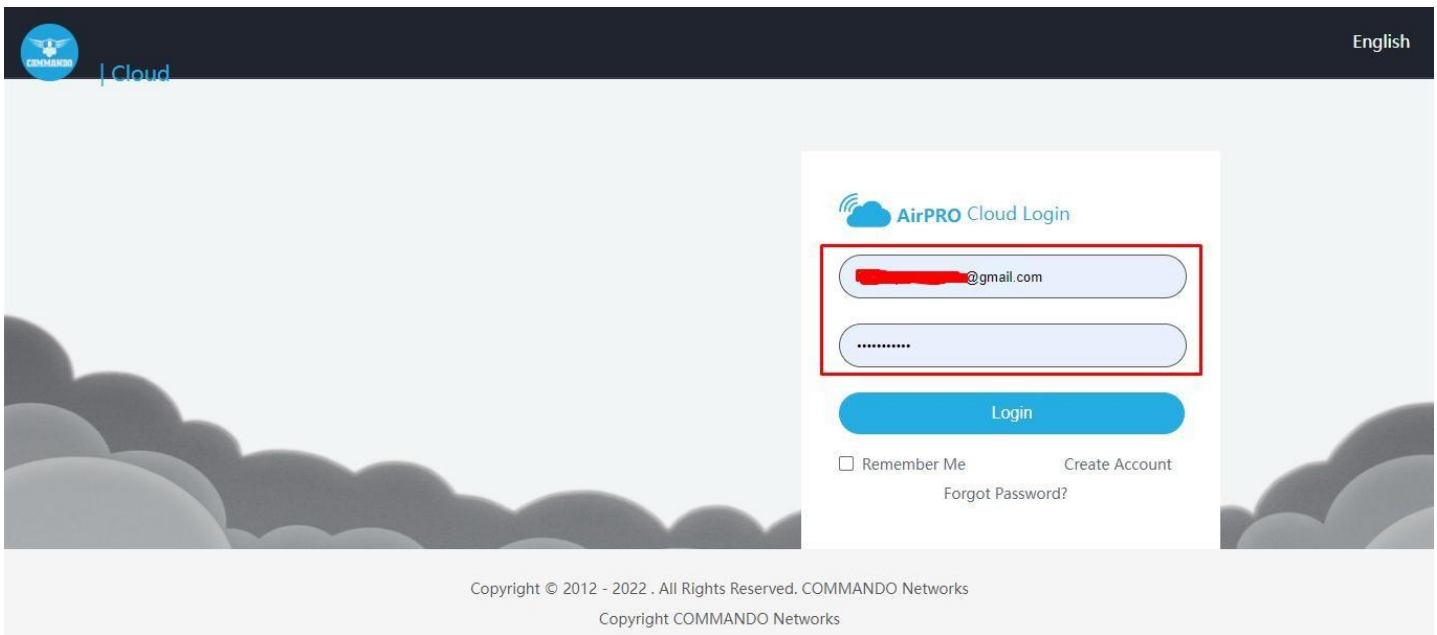 English
COMMANDO
| Cloud
AirPRO Cloud Login
@gmail.com
•••••••••••
Login
Remember Me
Create Account
Forgot Password?
Copyright © 2012 - 2022 . All Rights Reserved. COMMANDO Networks
Copyright COMMANDO Networks